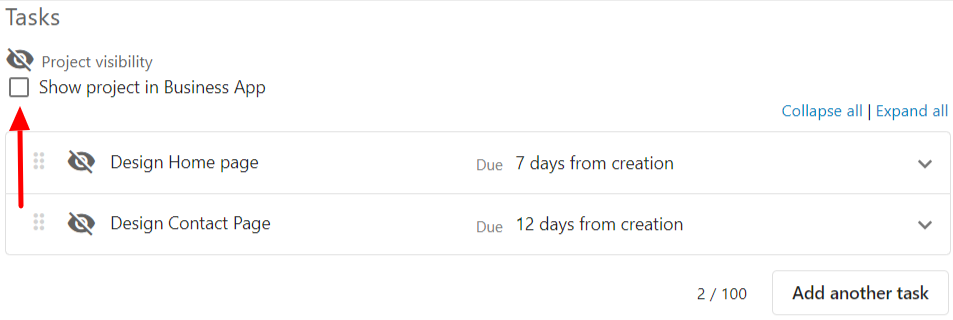 Tasks
Project visibility
Show project in Business App
Collapse all | Expand all
Design Home page Due 7 days from creation
Design Contact Page Due 12 days from creation
2 / 100 Add another task